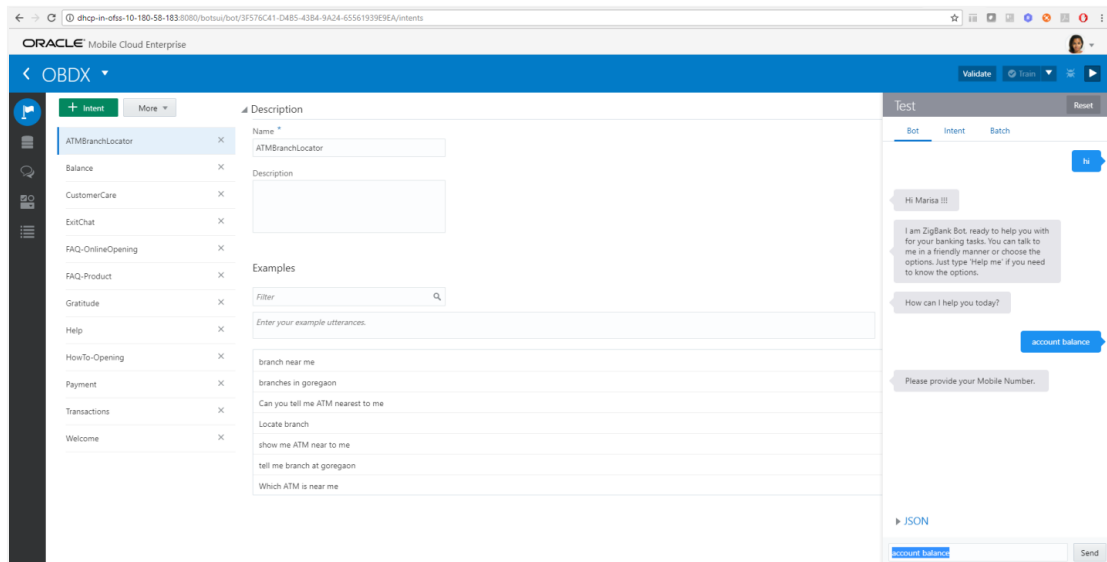 dhcp-in-ofss-10-180-58-183:8080/botsui/bot/3F576C41-D4B5-43B4-9A24-65561939E9EA/intents
ORACLE Mobile Cloud Enterprise
OBDX
Validate
Train
Intent
More
ATMBranchLocator
Balance
CustomerCare
ExitChat
FAQ-OnlineOpening
FAQ-Product
Gratitude
Help
HowTo-Opening
Payment
Transactions
Welcome
Description
Name *
ATMBranchLocator
Description
Examples
Filter
Enter your example utterances.
branch near me
branches in goregaon
Can you tell me ATM nearest to me
Locate branch
show me ATM near to me
tell me branch at goregaon
Which ATM is near me
Test
Reset
Bot Intent Batch
hi
Hi Marisa !!!
I am ZigBank Bot, ready to help you with
for your banking tasks. You can talk to
me in a friendly manner or choose the
options. Just type 'Help me' if you need
to know the options.
How can I help you today?
account balance
Please provide your Mobile Number.
JSON
account balance
Send